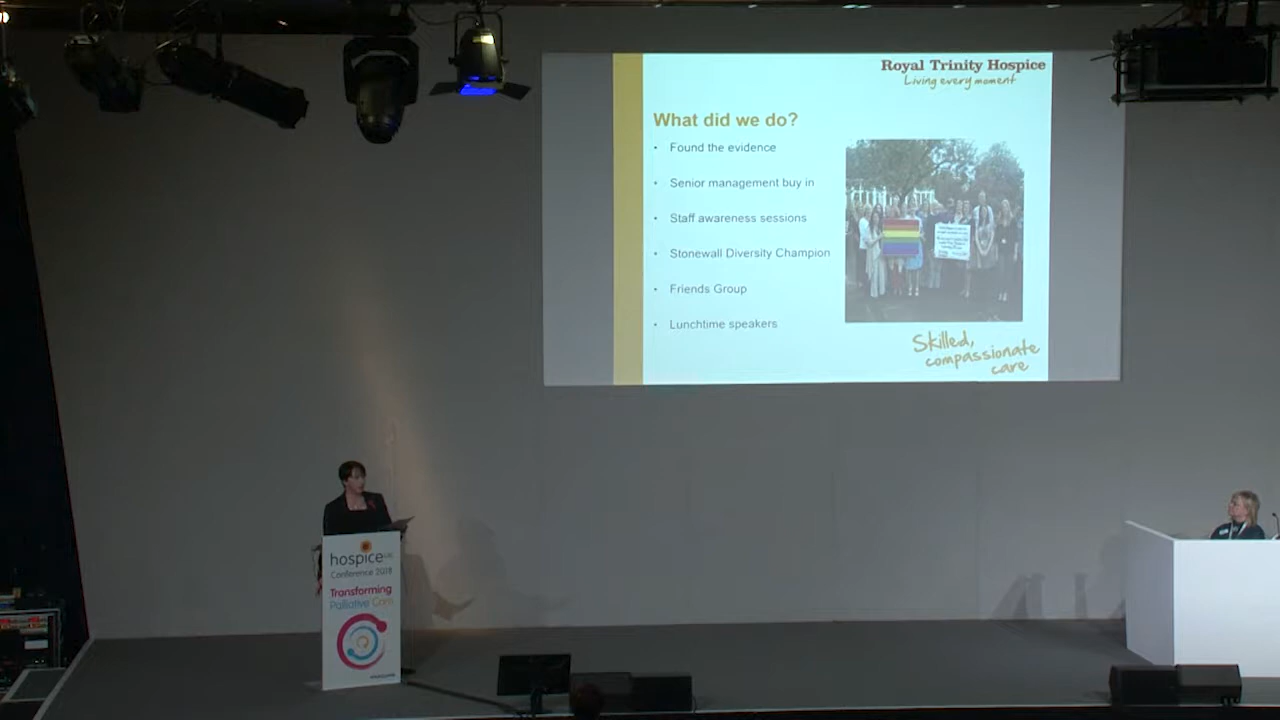 Royal Trinity Hospice
Living every moment
What did we do?
• Found the evidence
• Senior management buy in
• Staff awareness sessions
• Stonewall Diversity Champion
• Friends Group
• Lunchtime speakers
Skilled,
compassionate
care
hospice UK
Conference 2018
Transforming
Palliative Care